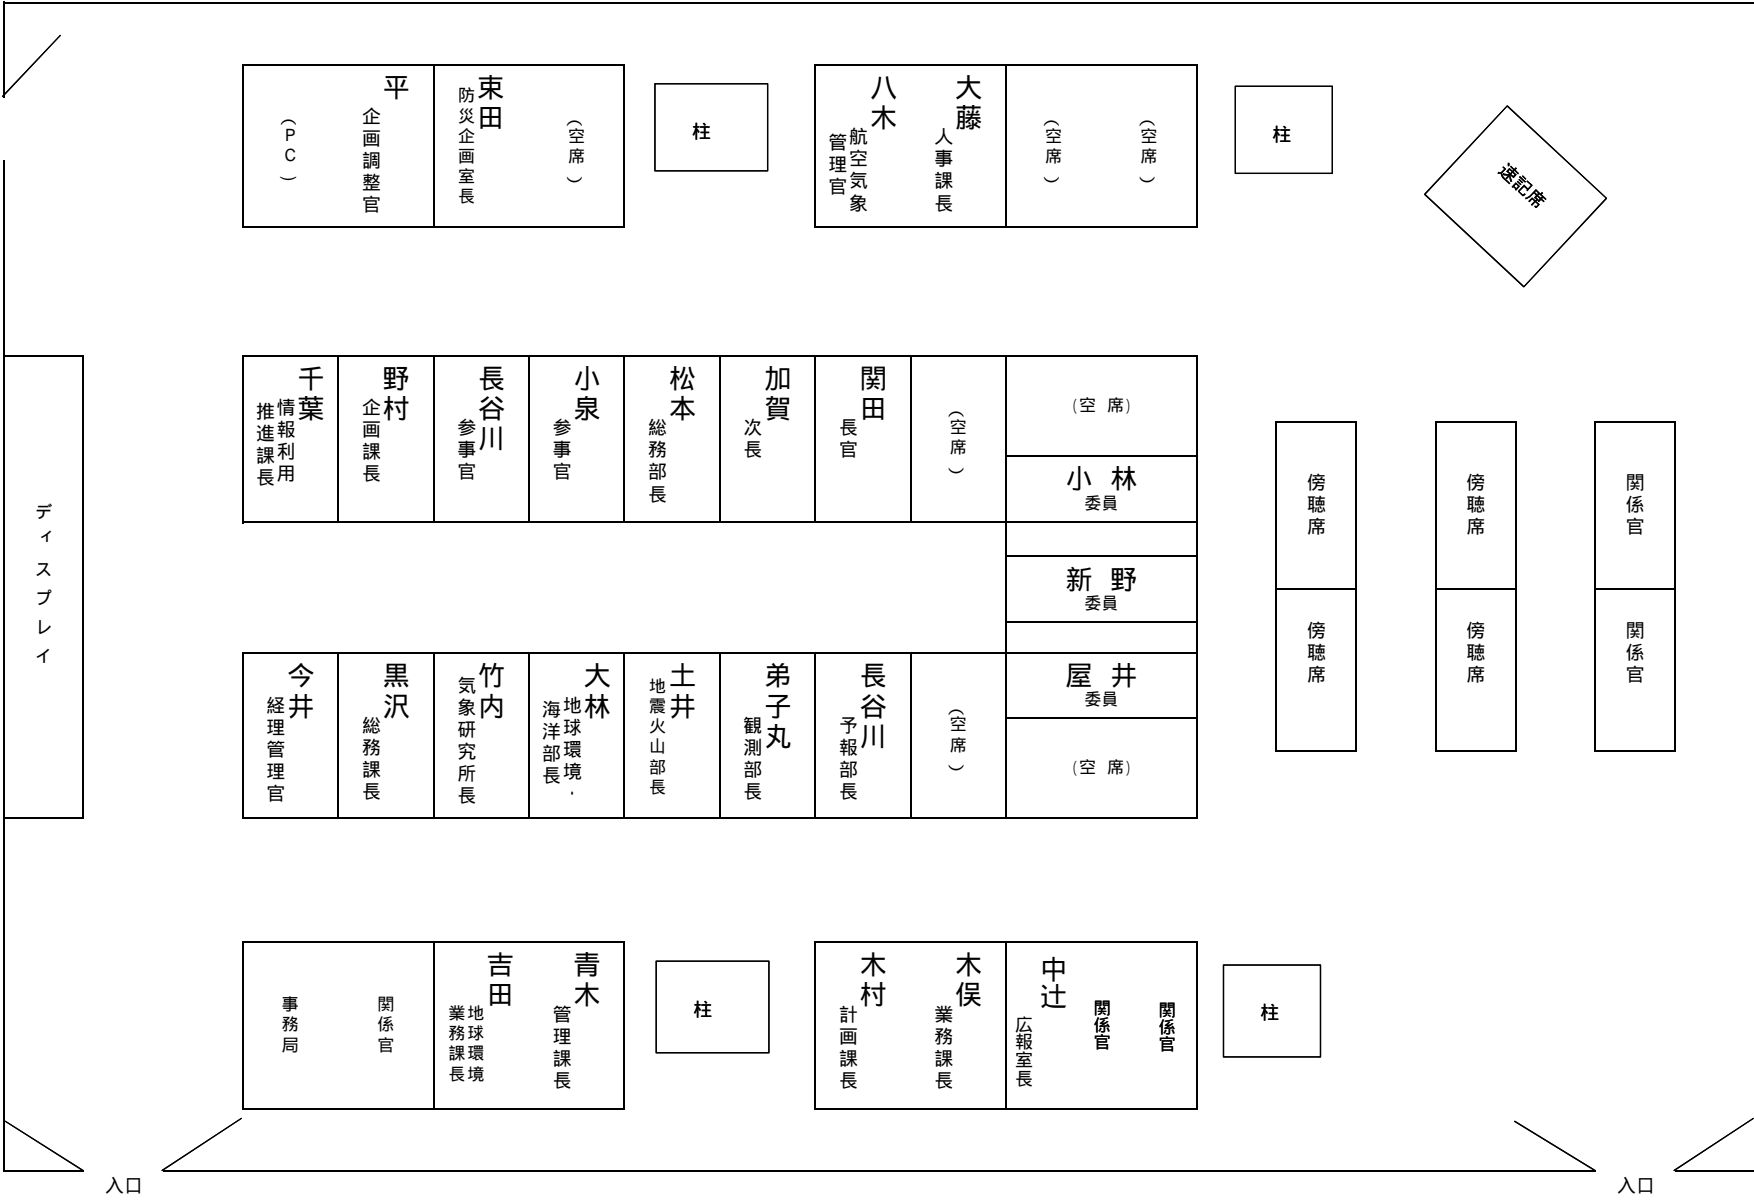 平
企画調整官
（ＰＣ）
束田
防災企画室長
（空席）
柱
八木
航空気象
管理官
大藤
人事課長
（空席）
（空席）
柱
速記席
ディスプレイ
千葉
情報利用
推進課長
野村
企画課長
長谷川
参事官
小泉
参事官
松本
総務部長
加賀
次長
関田
長官
（空席）
（空 席）
小 林
委員
新 野
委員
屋 井
委員
（空 席）
今井
経理管理官
黒沢
総務課長
竹内
気象研究所長
大林
地球環境・
海洋部長
土井
地震火山部長
弟子丸
観測部長
長谷川
予報部長
（空席）
傍聴席
傍聴席
関係官
傍聴席
傍聴席
関係官
事務局
関係官
吉田
地球環境
業務課長
青木
管理課長
柱
木村
計画課長
木俣
業務課長
中辻
広報室長
関係官
関係官
柱
入口
入口